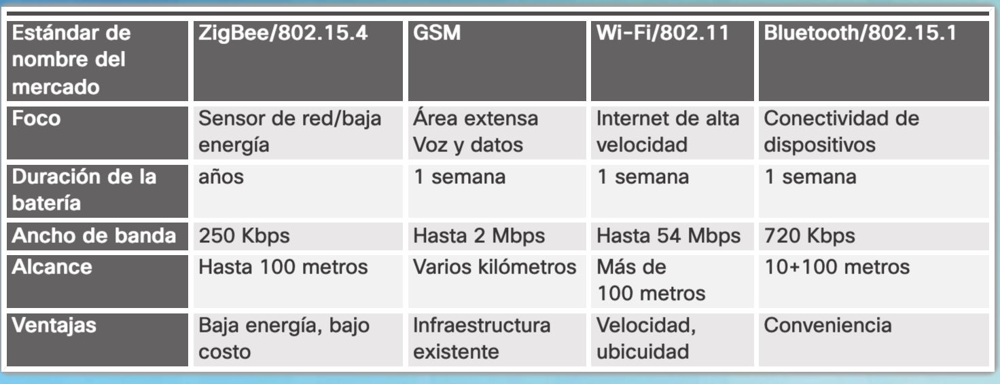 Estándar de nombre del mercado ZigBee/802.15.4 GSM Wi-Fi/802.11 Bluetooth/802.15.1
Foco Sensor de red/baja energía Área extensa Voz y datos Internet de alta velocidad Conectividad de dispositivos
Duración de la batería años 1 semana 1 semana 1 semana
Ancho de banda 250 Kbps Hasta 2 Mbps Hasta 54 Mbps 720 Kbps
Alcance Hasta 100 metros Varios kilómetros Más de 100 metros 10+100 metros
Ventajas Baja energía, bajo costo Infraestructura existente Velocidad, ubicuidad Conveniencia